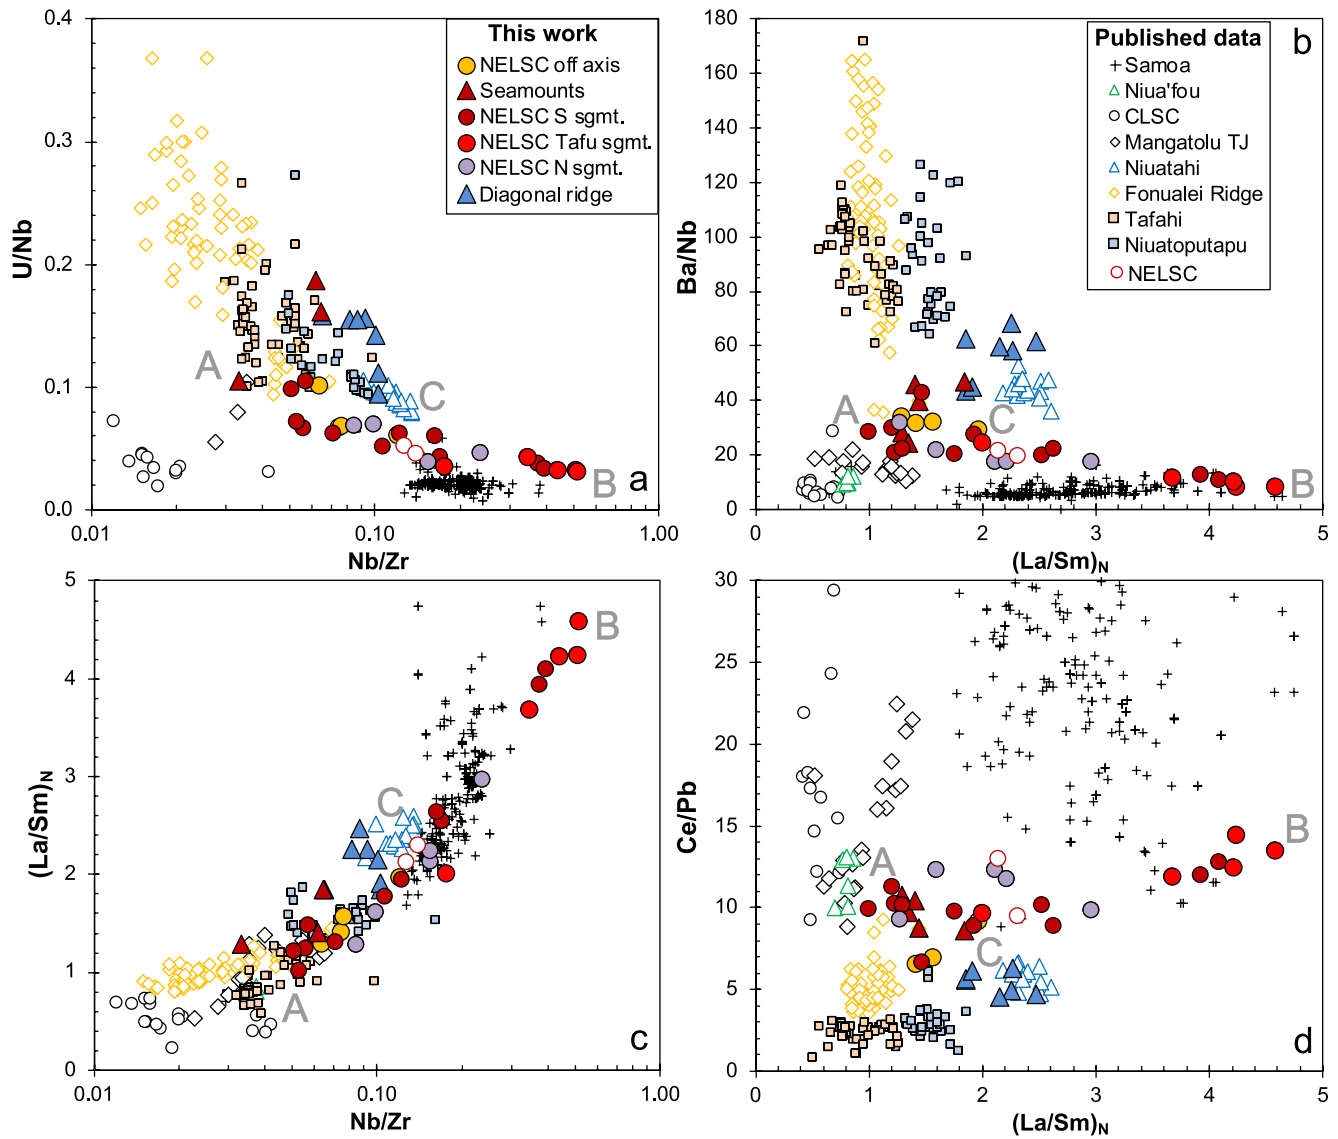 0.4
0.3
0.2
0.1
0.0
0.01
0.10
1.00
U/Nb
Nb/Zr
This work
NELSC off axis
Seamounts
NELSC S sgmt.
NELSC Tafu sgmt.
NELSC N sgmt.
Diagonal ridge
A
C
B
a
180
160
140
120
100
80
60
40
20
0
0
1
2
3
4
5
Ba/Nb
(La/Sm)N
Published data
Samoa
Niua'fou
CLSC
Mangatolu TJ
Niuatahi
Fonualei Ridge
Tafahi
Niuatoputapu
NELSC
A
C
B
b
5
4
3
2
1
0
0.01
0.10
1.00
(La/Sm)N
Nb/Zr
B
C
A
c
30
25
20
15
10
5
0
0
1
2
3
4
5
Ce/Pb
(La/Sm)N
A
B
C
d